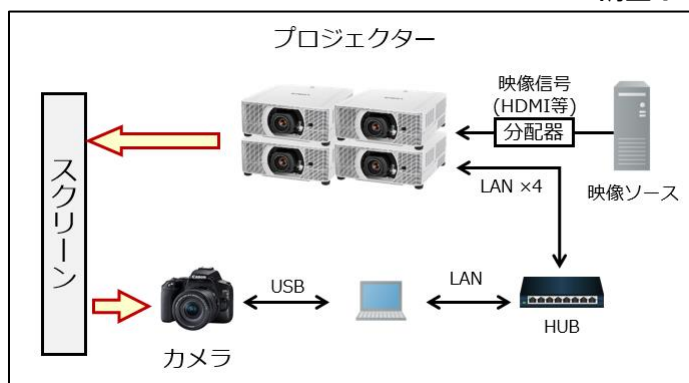 プロジェクター
映像信号
(HDMI等)
分配器
映像ソース
LAN ×4
スクリーン
USB
LAN
HUB
カメラ
Canon